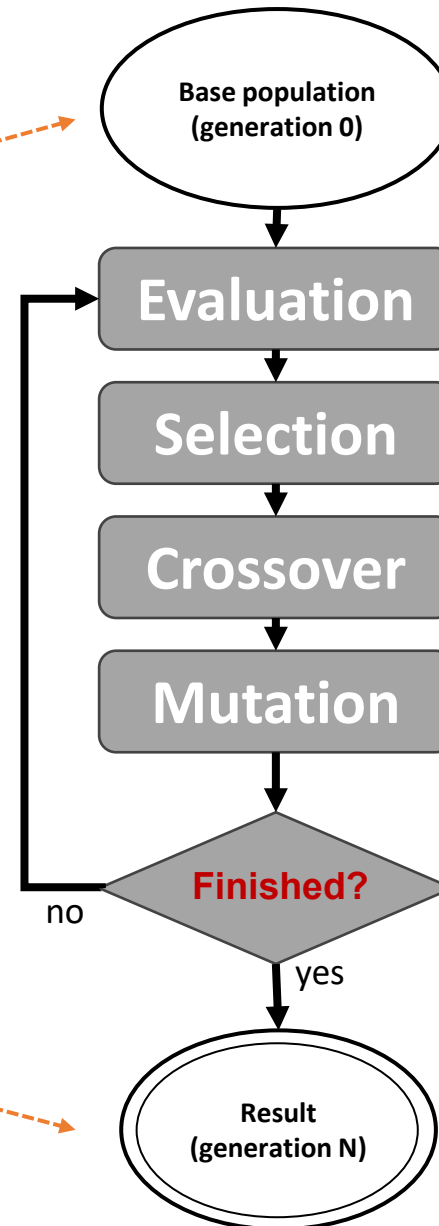 Base population
(generation 0)
Evaluation
Selection
Crossover
Mutation
Finished?
no
yes
Result
(generation N)